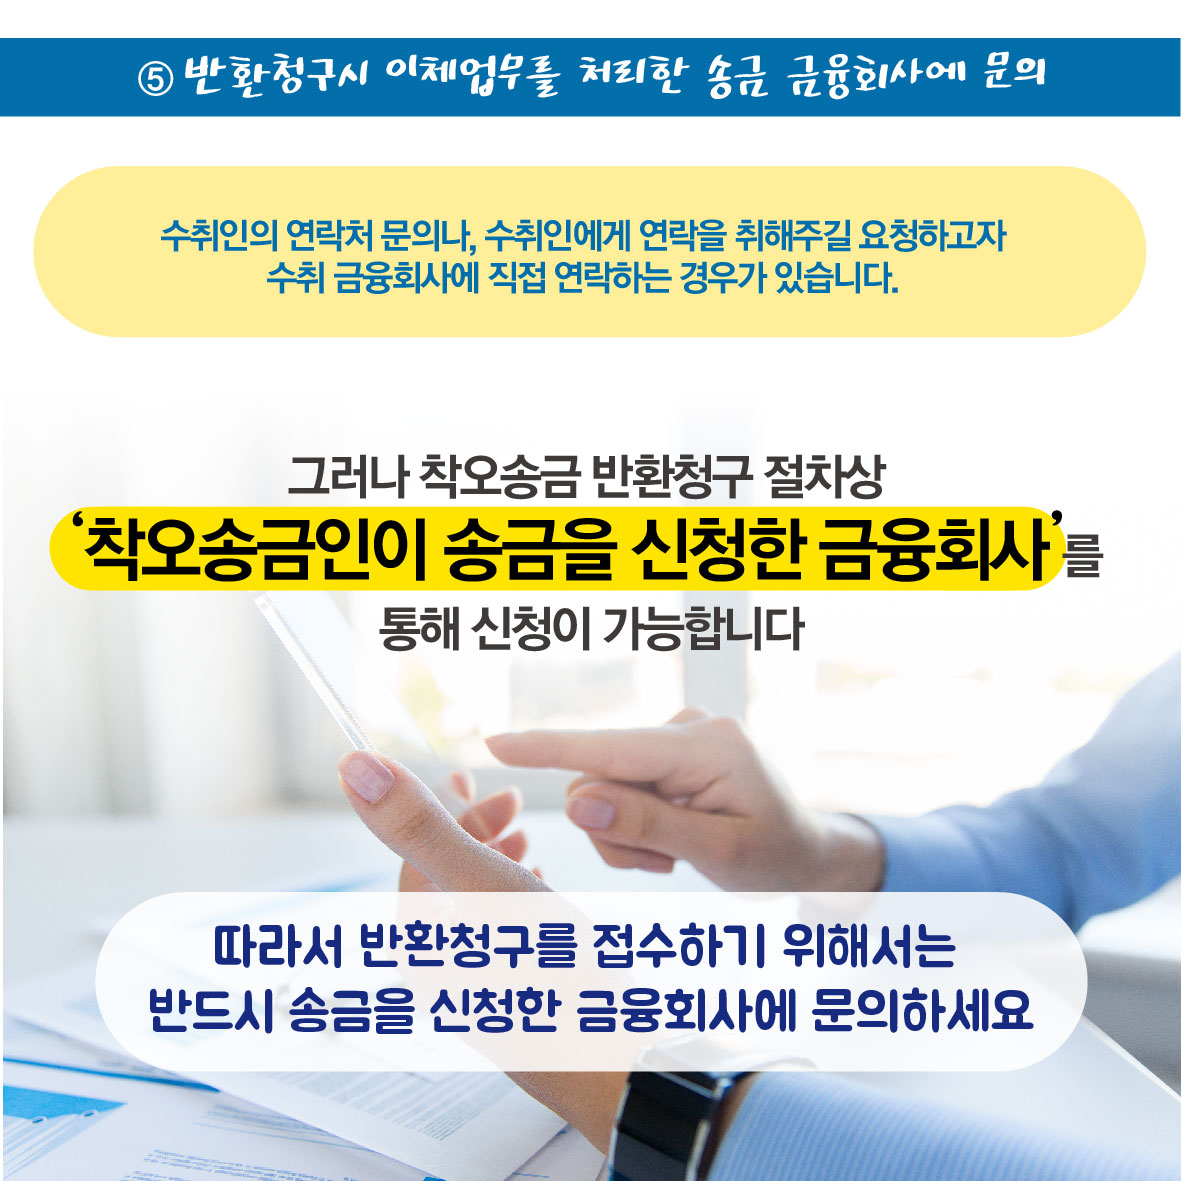 ⑤ 반환청구시 이체업무를 처리한 송금 금융회사에 문의
수취인의 연락처 문의나, 수취인에게 연락을 취해주길 요청하고자
수취 금융회사에 직접 연락하는 경우가 있습니다.
그러나 착오송금 반환청구 절차상
‘착오송금인이 송금을 신청한 금융회사’를
통해 신청이 가능합니다
따라서 반환청구를 접수하기 위해서는
반드시 송금을 신청한 금융회사에 문의하세요